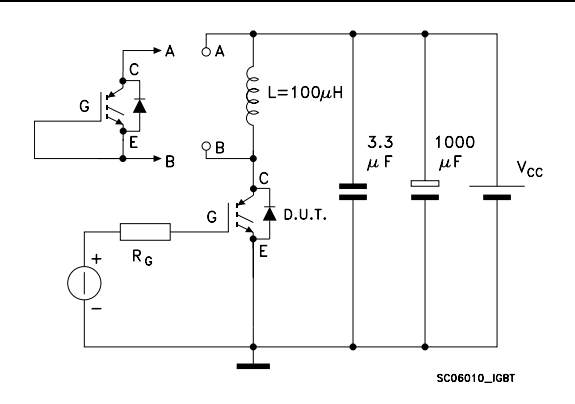 A
A
C
G
L=100μH
E
B
B
3.3
μF
1000
μF
VCC
C
G
D.U.T.
RG
E
+
−
SC06010_IGBT